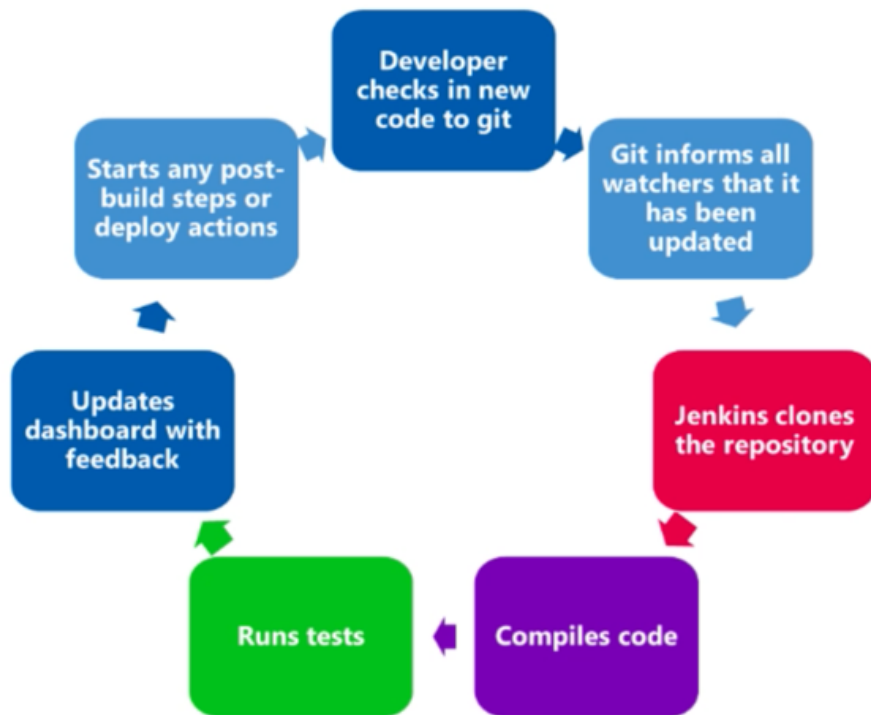 Developer
checks in new
code to git
Git informs all
watchers that it
has been
updated
Jenkins clones
the repository
Compiles code
Runs tests
Updates
dashboard with
feedback
Starts any post-
build steps or
deploy actions